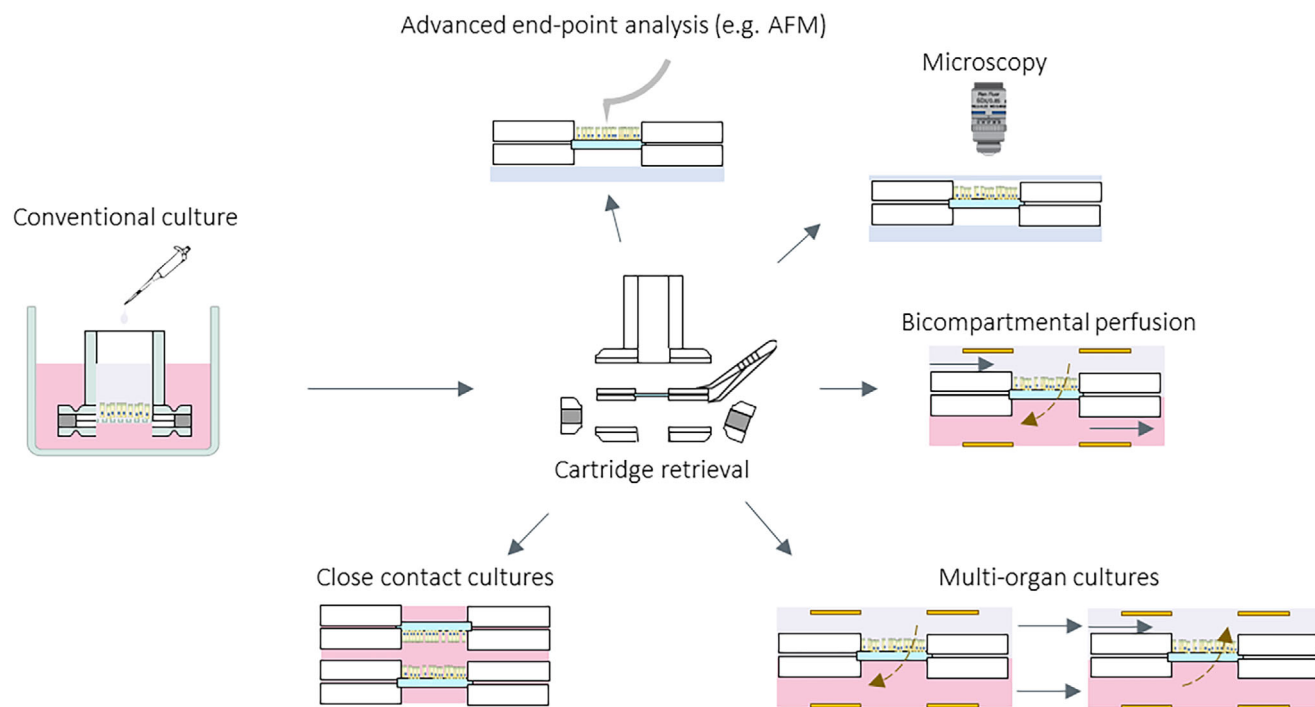 Advanced end-point analysis (e.g. AFM)
Microscopy
Conventional culture
Bicompartmental perfusion
Cartridge retrieval
Close contact cultures
Multi-organ cultures